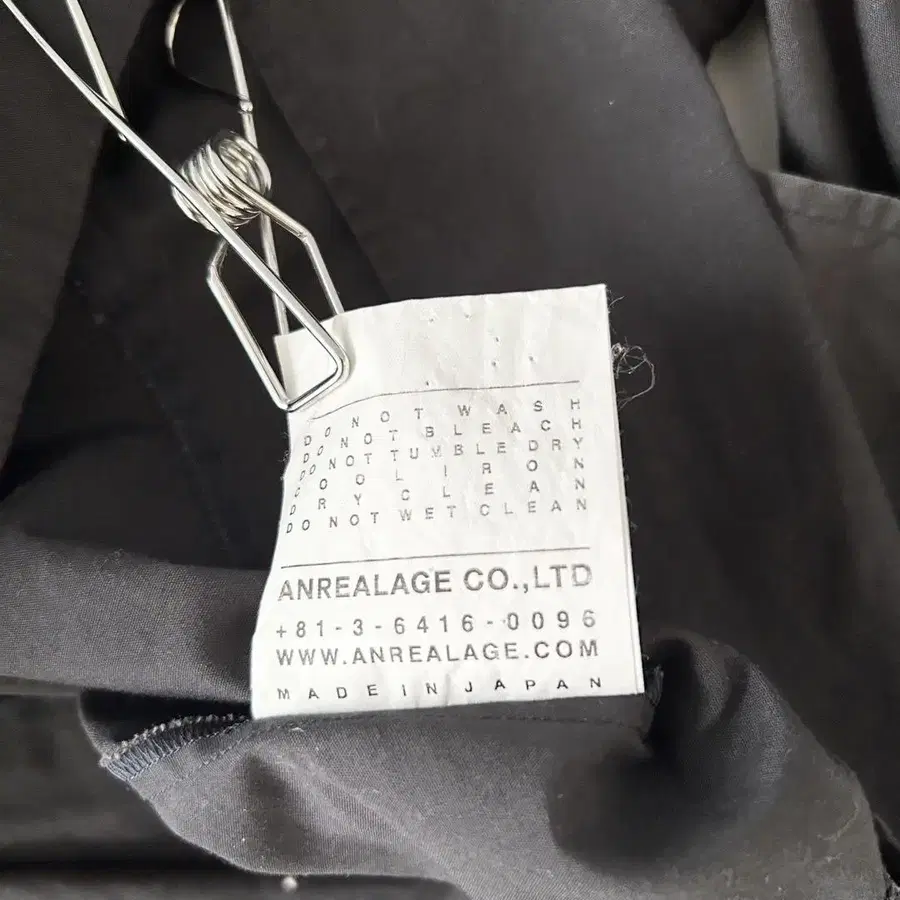 DO NOT WASH
DO NOT BLEACH
DO NOT TUMBLE DRY
COOL IRON
DRY CLEAN
DO NOT WET CLEAN
ANREALAGE CO.,LTD
+81-3-6416-0096
WWW.ANREALAGE.COM
MADE IN JAPAN